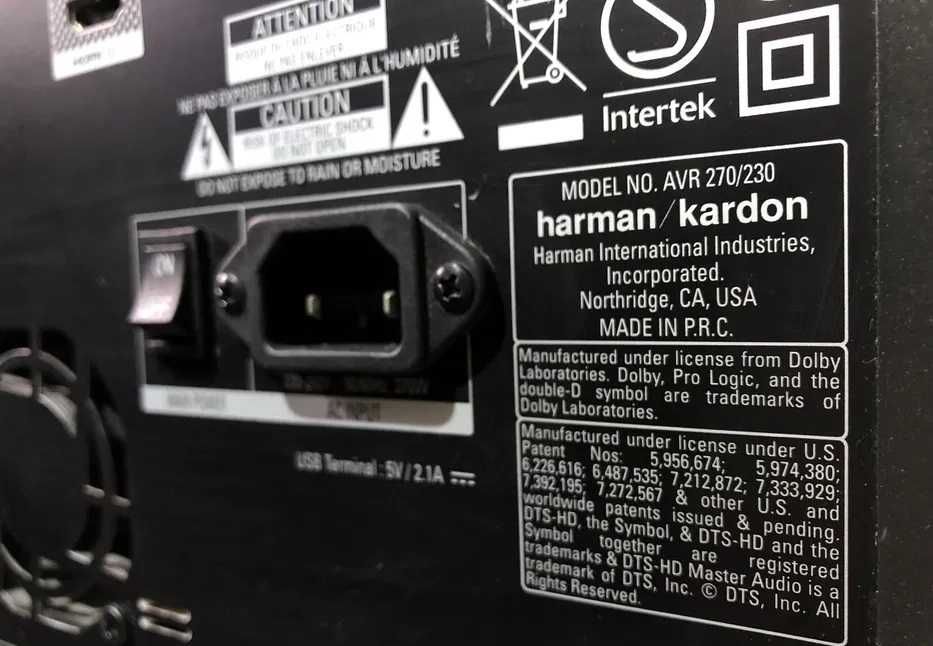 HDMI
ATTENTION
NE PAS EXPOSER À LA PLUIE NI À L'HUMIDITÉ
CAUTION
RISK OF ELECTRIC SHOCK
DO NOT OPEN
DO NOT EXPOSE TO RAIN OR MOISTURE
Intertek
ON
MAIN POWER
AC INPUT
USB Terminal : 5V / 2.1A
MODEL NO. AVR 270/230
harman/kardon
Harman International Industries,
Incorporated.
Northridge, CA, USA
MADE IN P.R.C.
Manufactured under license from Dolby
Laboratories. Dolby, Pro Logic, and the
double-D symbol are trademarks of
Dolby Laboratories.
Manufactured under license under U.S.
Patent Nos: 5,956,674; 5,974,380;
6,226,616; 6,487,535; 7,212,872; 7,333,929;
7,392,195; 7,272,567 & other U.S. and
worldwide patents issued & pending.
DTS-HD, the Symbol, & DTS-HD and the
Symbol together are registered
trademarks & DTS-HD Master Audio is a
trademark of DTS, Inc. © DTS, Inc. All
Rights Reserved.